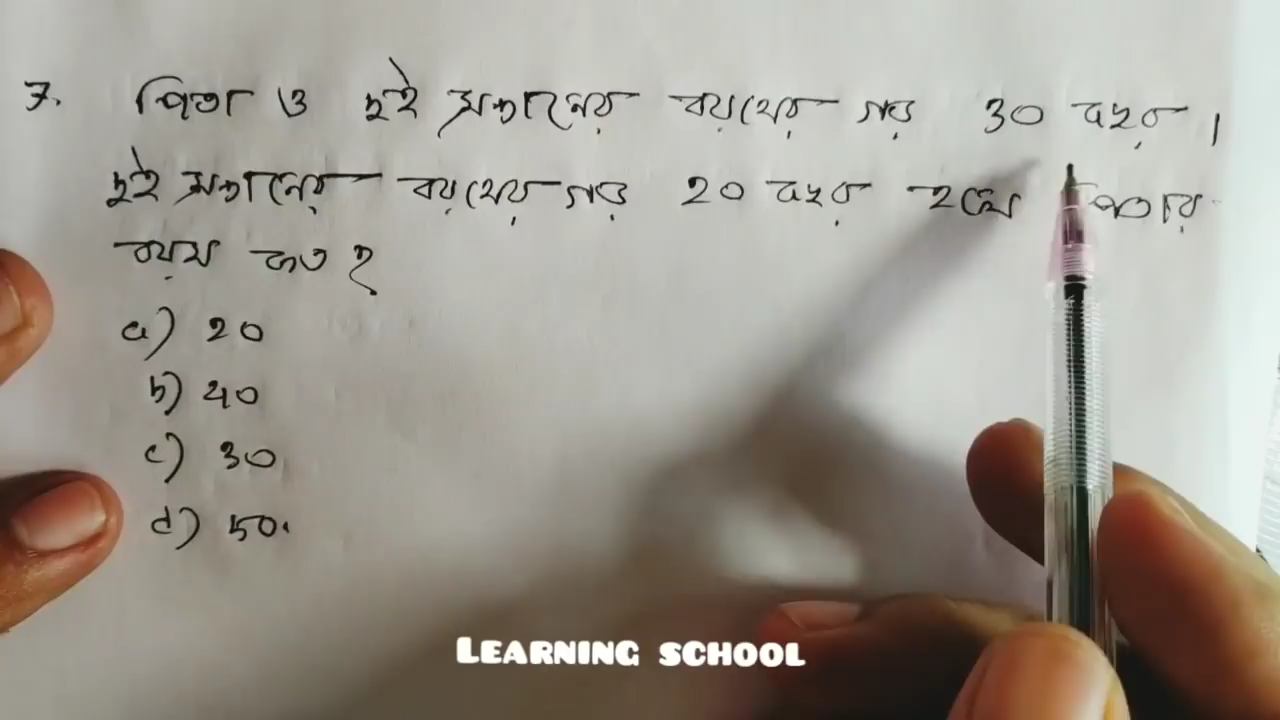 7. পিতা ও দুই সন্তানের বয়সের গড় 30 বছর।
দুই সন্তানের বয়সের গড় 20 বছর হলে পিতার
বয়স কত?
a) 20
b) 40
c) 30
d) 50.
LEARNING SCHOOL